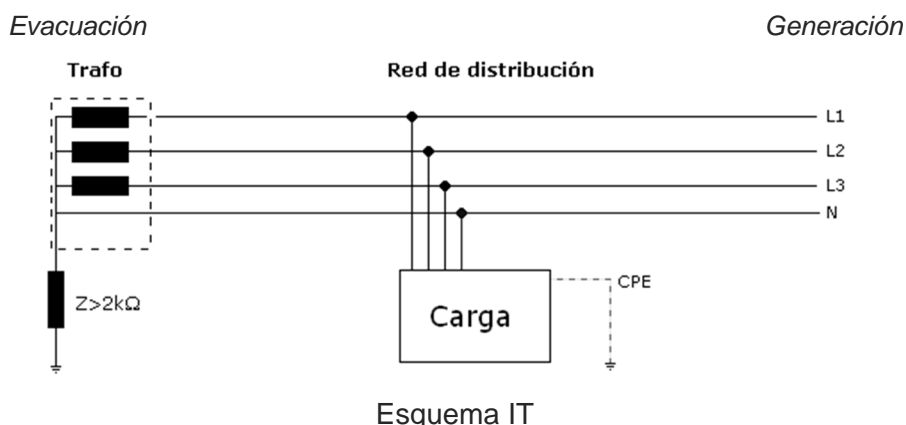 Evacuación Generación
Trafo Red de distribución
L1
L2
L3
N
CPE
Z>2kΩ
Carga
Esquema IT